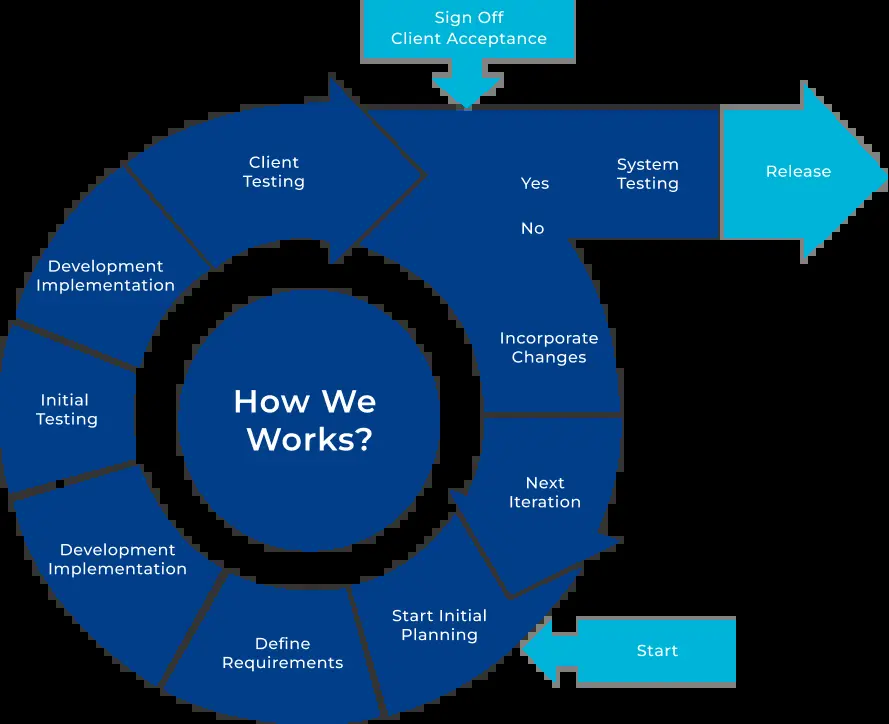 Sign Off
Client Acceptance
Client
Testing
Yes
No
System
Testing
Release
Development
Implementation
Incorporate
Changes
Initial
Testing
How We
Works?
Next
Iteration
Development
Implementation
Start Initial
Planning
Define
Requirements
Start